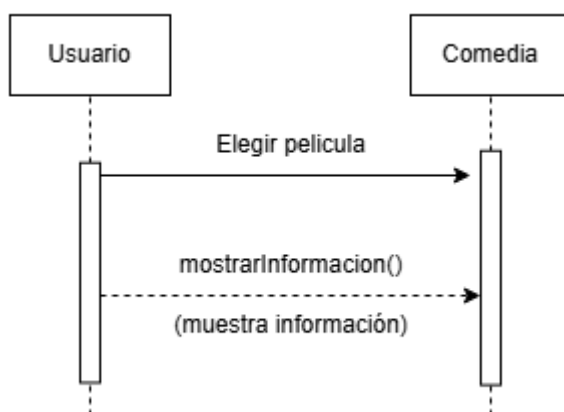 Usuario
Comedia
Elegir pelicula
mostrarInformacion()
(muestra información)